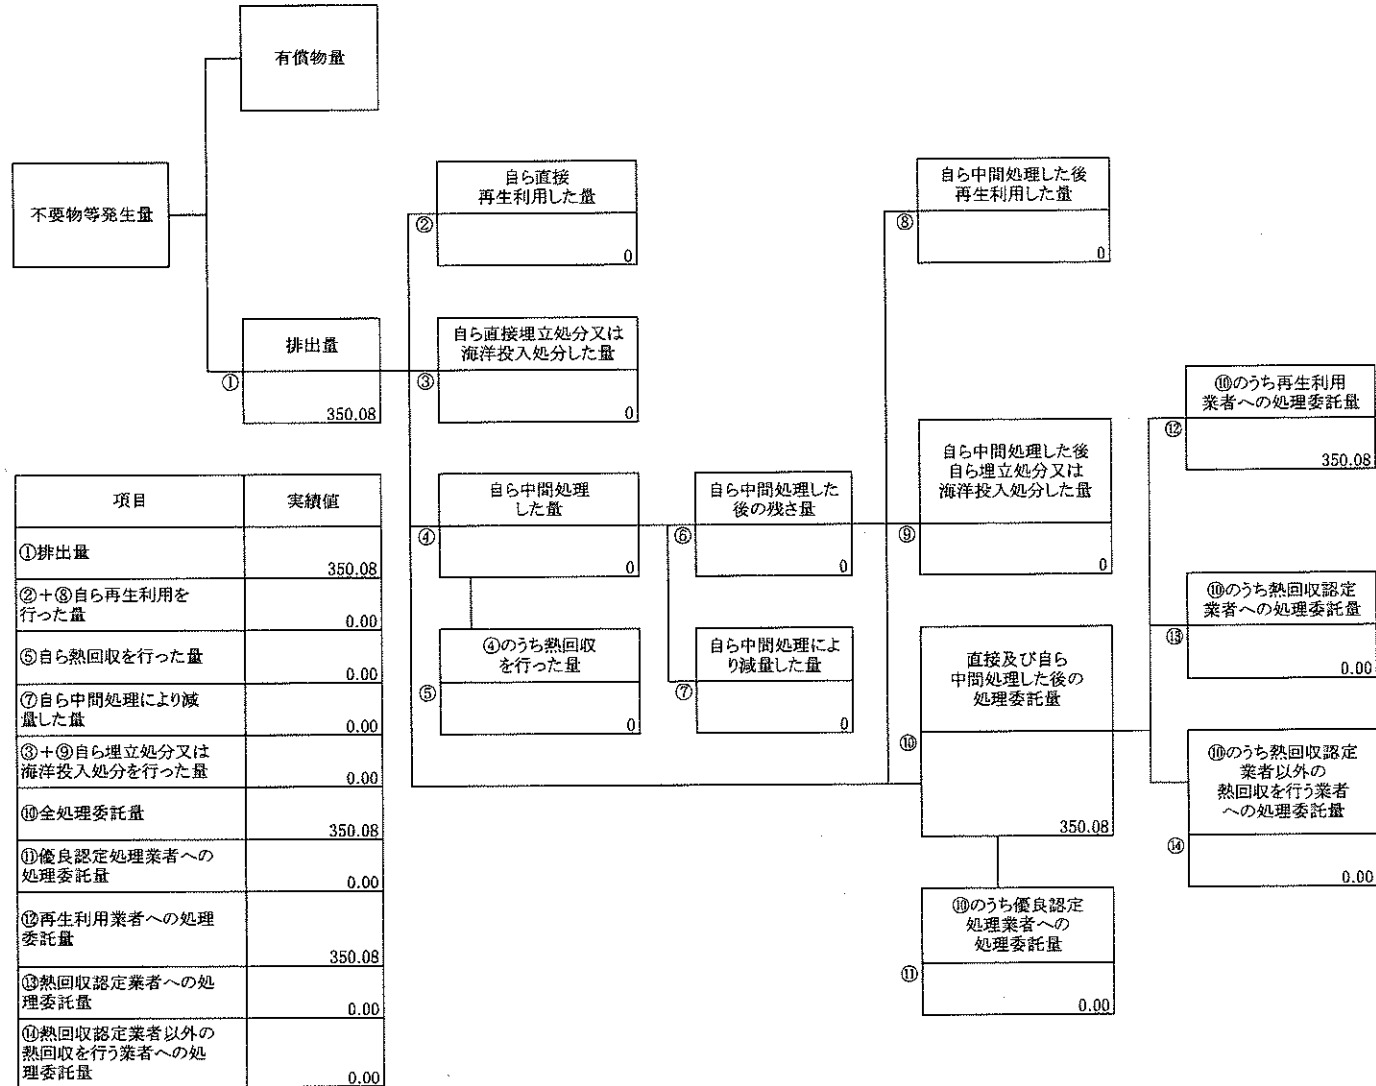 有償物量
不要物等発生量
排出量
①
350.08
自ら直接
再生利用した量
②
0
自ら直接埋立処分又は
海洋投入処分した量
③
0
自ら中間処理
した量
④
0
④のうち熱回収
を行った量
⑤
0
自ら中間処理した
後の残さ量
⑥
0
自ら中間処理によ
り減量した量
⑦
0
自ら中間処理した後
再生利用した量
⑧
0
自ら中間処理した後
自ら埋立処分又は
海洋投入処分した量
⑨
0
直接及び自ら
中間処理した後の
処理委託量
⑩
350.08
⑩のうち優良認定
処理業者への
処理委託量
⑪
0.00
⑩のうち再生利用
業者への処理委託量
⑫
350.08
⑩のうち熱回収認定
業者への処理委託量
⑬
0.00
⑩のうち熱回収認定
業者以外の
熱回収を行う業者
への処理委託量
⑭
0.00
項目 実績値
①排出量
350.08
②+⑧自ら再生利用を
行った量
0.00
⑤自ら熱回収を行った量
0.00
⑦自ら中間処理により減
量した量
0.00
③+⑨自ら埋立処分又は
海洋投入処分を行った量
0.00
⑩全処理委託量
350.08
⑪優良認定処理業者への
処理委託量
0.00
⑫再生利用業者への処理
委託量
350.08
⑬熱回収認定業者への処
理委託量
0.00
⑭熱回収認定業者以外の
熱回収を行う業者への処
理委託量
0.00